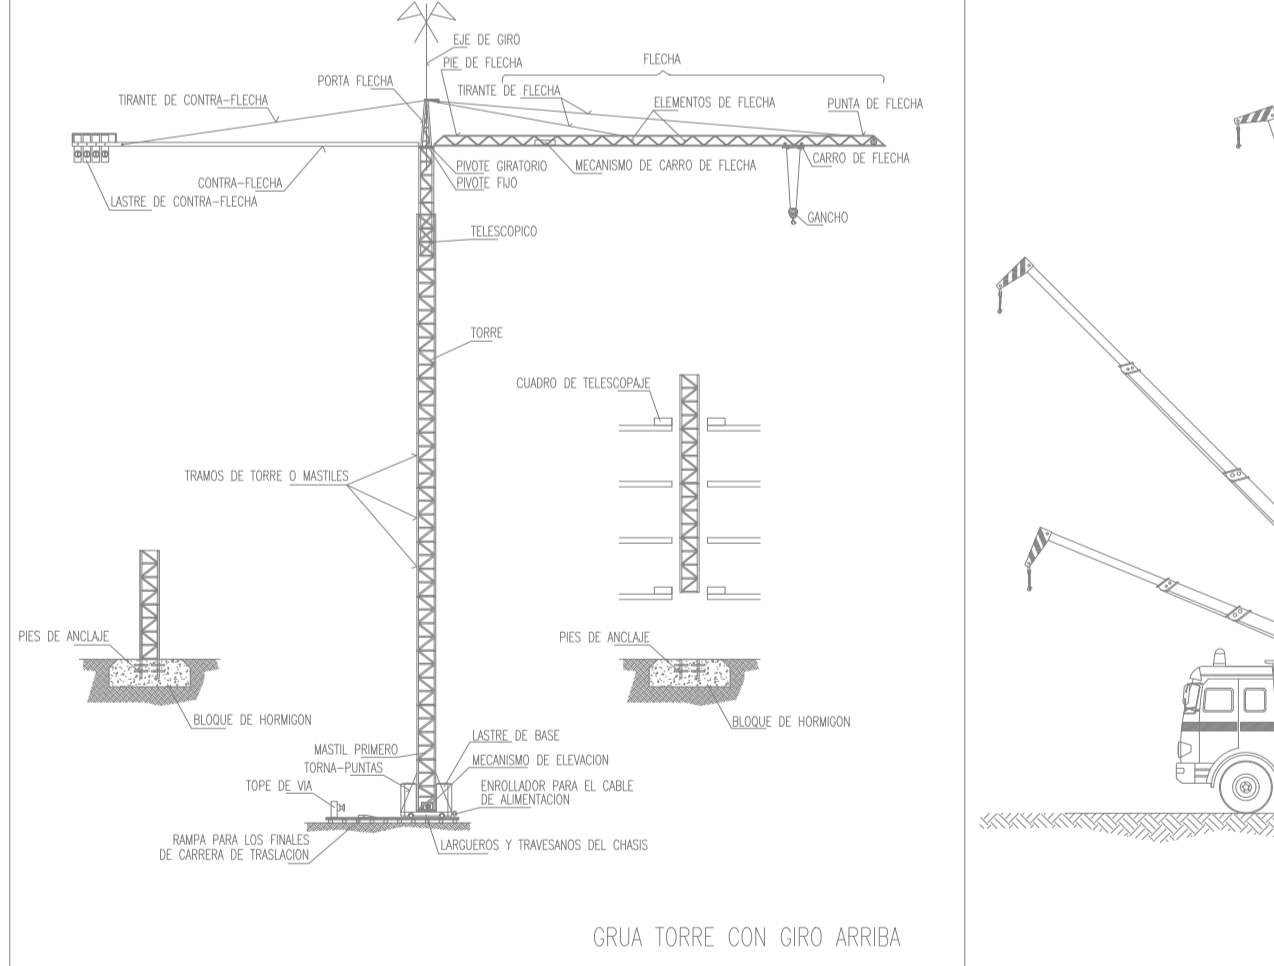 EJE DE GIRO
PIE DE FLECHA
FLECHA
PORTA FLECHA
TIRANTE DE FLECHA
TIRANTE DE CONTRA-FLECHA
ELEMENTOS DE FLECHA
PUNTA DE FLECHA
PIVOTE GIRATORIO
MECANISMO DE CARRO DE FLECHA
CARRO DE FLECHA
CONTRA-FLECHA
PIVOTE FIJO
LASTRE DE CONTRA-FLECHA
GANCHO
TELESCOPICO
TORRE
CUADRO DE TELESCOPAJE
TRAMOS DE TORRE O MASTILES
PIES DE ANCLAJE
PIES DE ANCLAJE
BLOQUE DE HORMIGON
BLOQUE DE HORMIGON
LASTRE DE BASE
MASTIL PRIMERO
MECANISMO DE ELEVACION
TORNA-PUNTAS
TOPE DE VIA
ENROLLADOR PARA EL CABLE
DE ALIMENTACION
RAMPA PARA LOS FINALES
DE CARRERA DE TRASLACION
LARGUEROS Y TRAVESANOS DEL CHASIS
GRUA TORRE CON GIRO ARRIBA